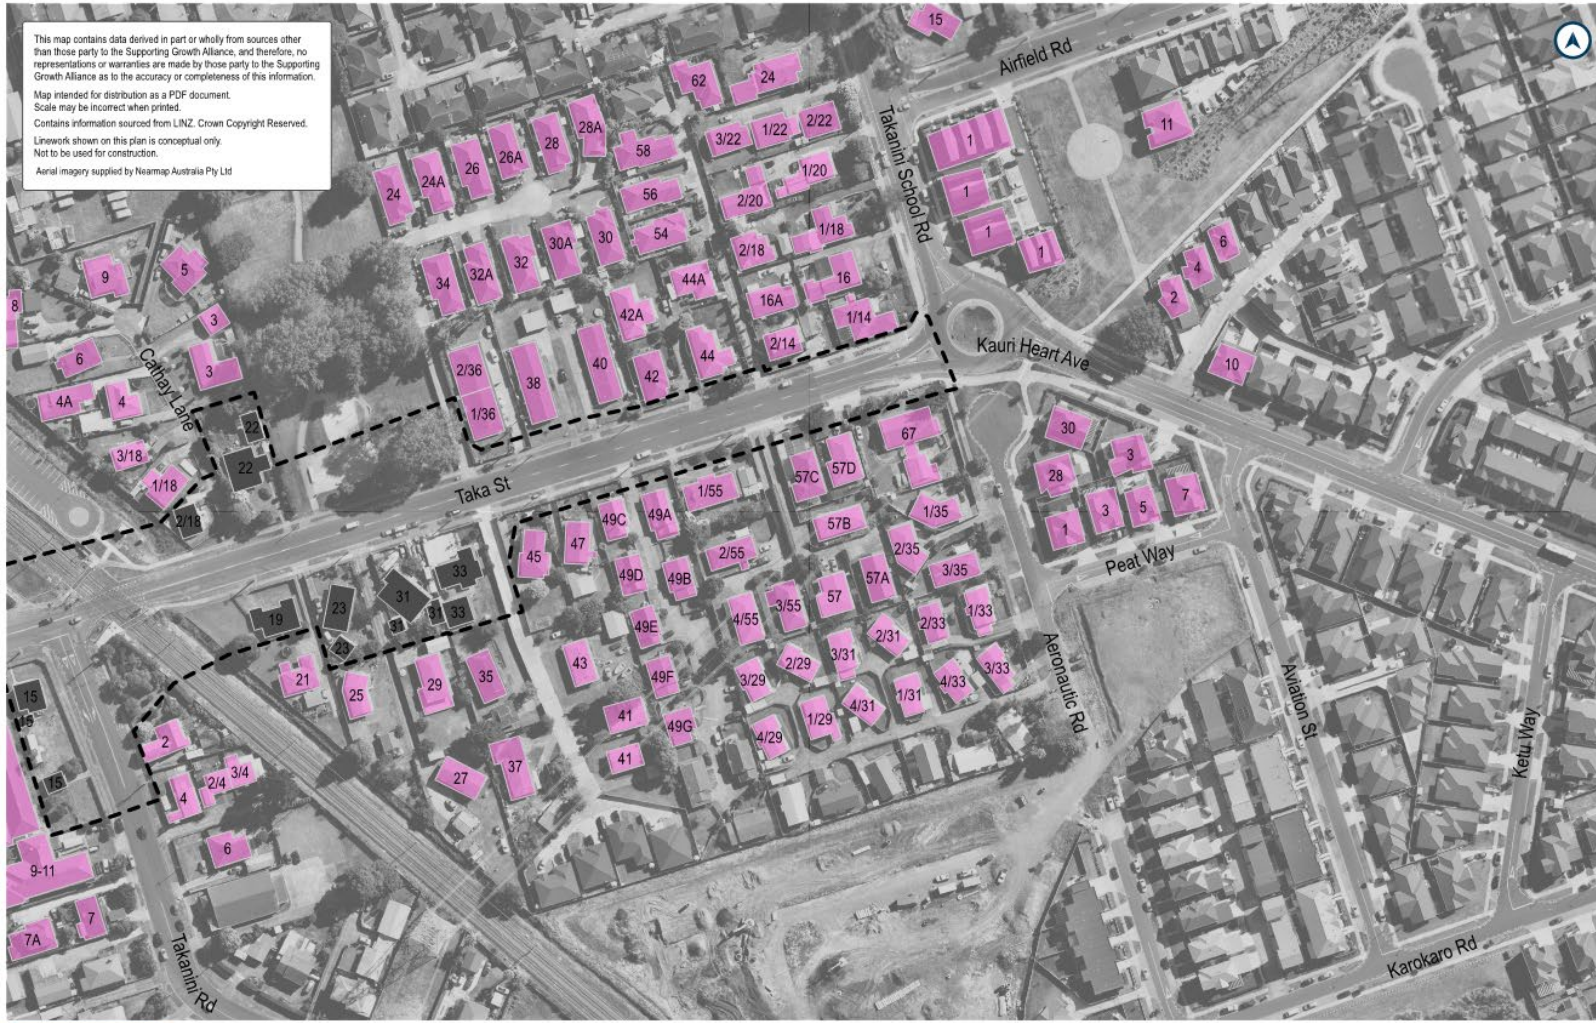 This map contains data derived in part or wholly from sources other
than those party to the Supporting Growth Alliance, and therefore, no
representations or warranties are made by those party to the Supporting
Growth Alliance as to the accuracy or completeness of this information.
Map intended for distribution as a PDF document.
Scale may be incorrect when printed.
Contains information sourced from LINZ. Crown Copyright Reserved.
Linework shown on this plan is conceptual only.
Not to be used for construction.
Aerial imagery supplied by Nearmap Australia Pty Ltd
15
Airfield Rd
62
24
Takanini School Rd
11
28A
28
26A
26
24A
24
58
3/22
1/22
2/22
1
1
1
1
56
2/20
1/20
54
2/18
1/18
30
30A
32
32A
34
44A
16A
16
1/14
2/14
42A
44
42
40
38
2/36
1/36
6
4
2
10
Kauri Heart Ave
9
5
3
3
8
6
4A
4
Cathay Lane
3/18
1/18
2/18
22
22
Taka St
67
57D
57C
57B
1/55
49A
49C
47
45
2/55
49D
49B
49E
49F
49G
43
41
41
1/35
2/35
3/35
57A
57
3/55
4/55
1/33
2/33
2/31
3/31
2/29
3/29
3/33
4/33
1/31
4/31
1/29
4/29
30
28
3
1
3
5
7
Peat Way
Aeronautic Rd
Aviation St
Ketu Way
Karokaro Rd
19
23
23
31
31
31
33
33
21
25
29
35
27
37
15
15
15
2
4
2/4
3/4
6
9-11
7
7A
Takanini Rd